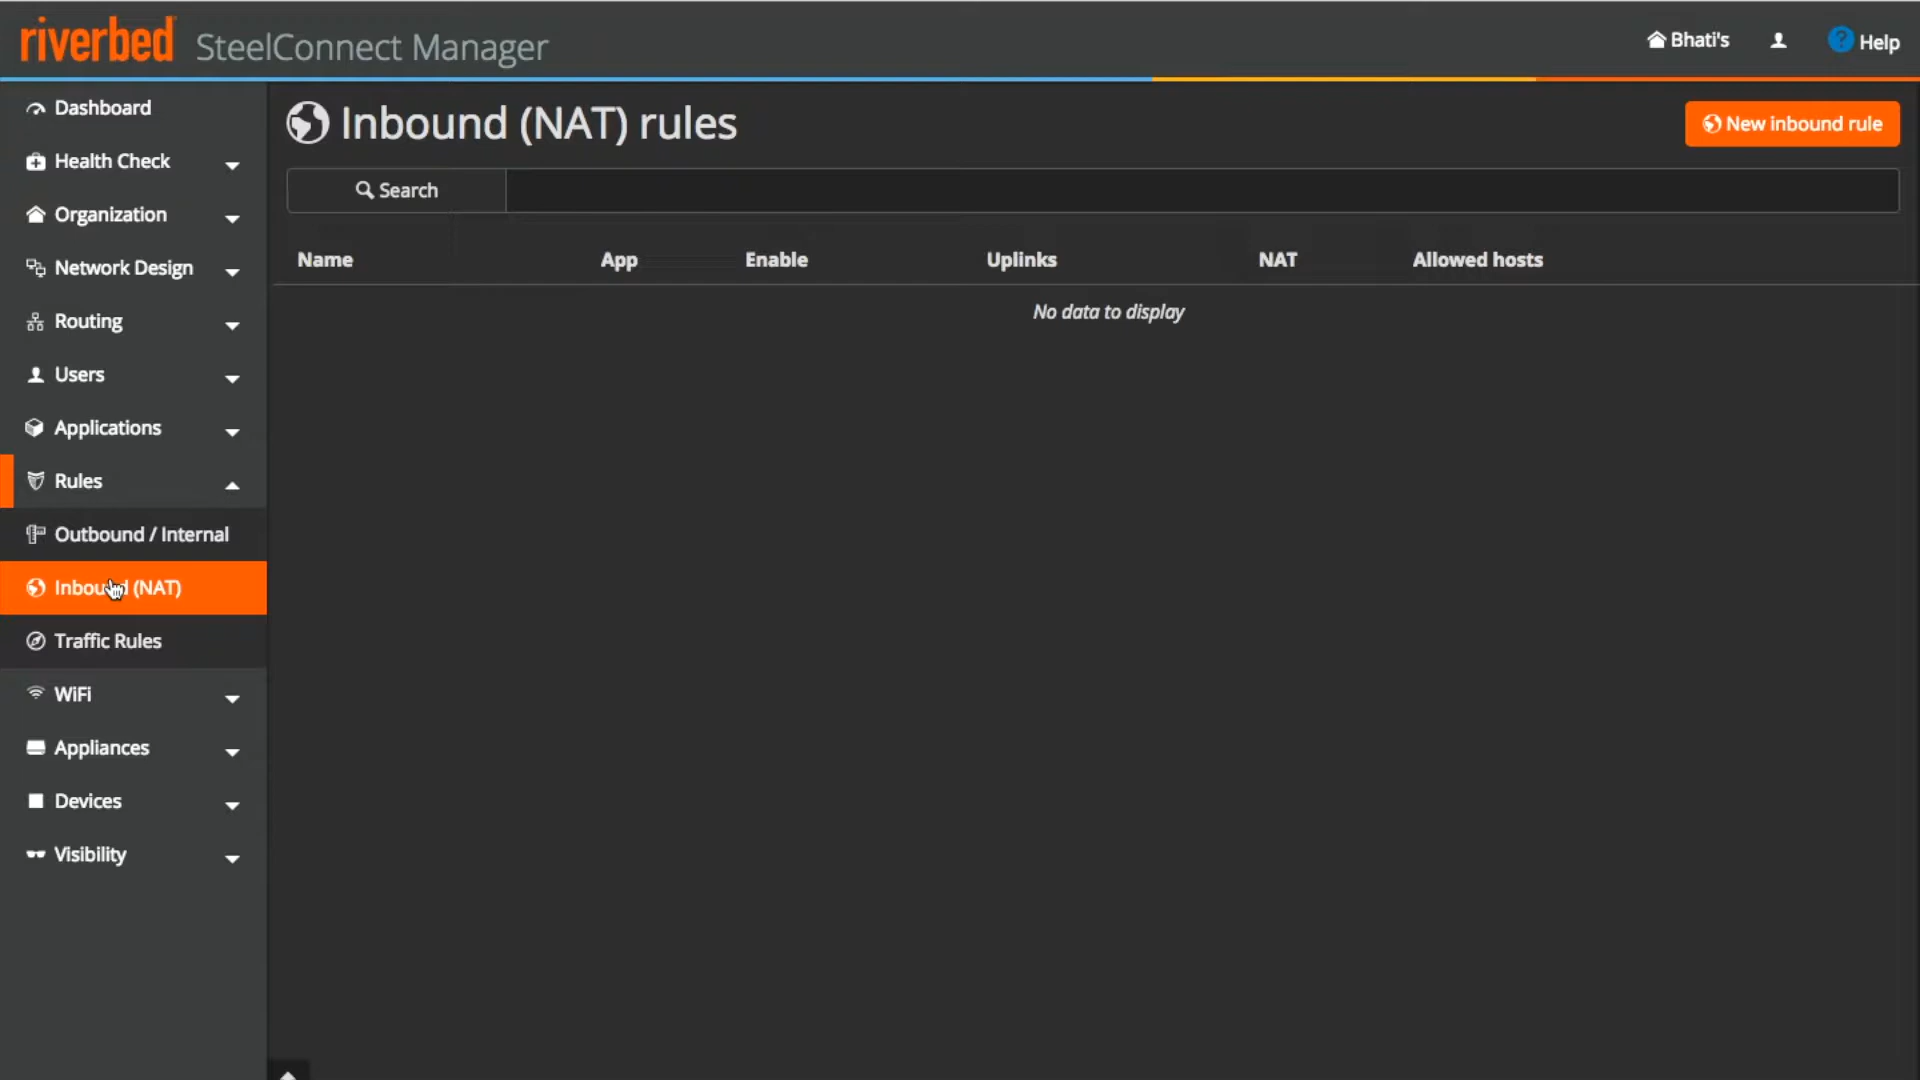 riverbed SteelConnect Manager
Bhati's
? Help
Dashboard
Health Check
Organization
Network Design
Routing
Users
Applications
Rules
Outbound / Internal
Inbound (NAT)
Traffic Rules
WiFi
Appliances
Devices
Visibility
Inbound (NAT) rules
New inbound rule
Search
Name App Enable Uplinks NAT Allowed hosts
No data to display